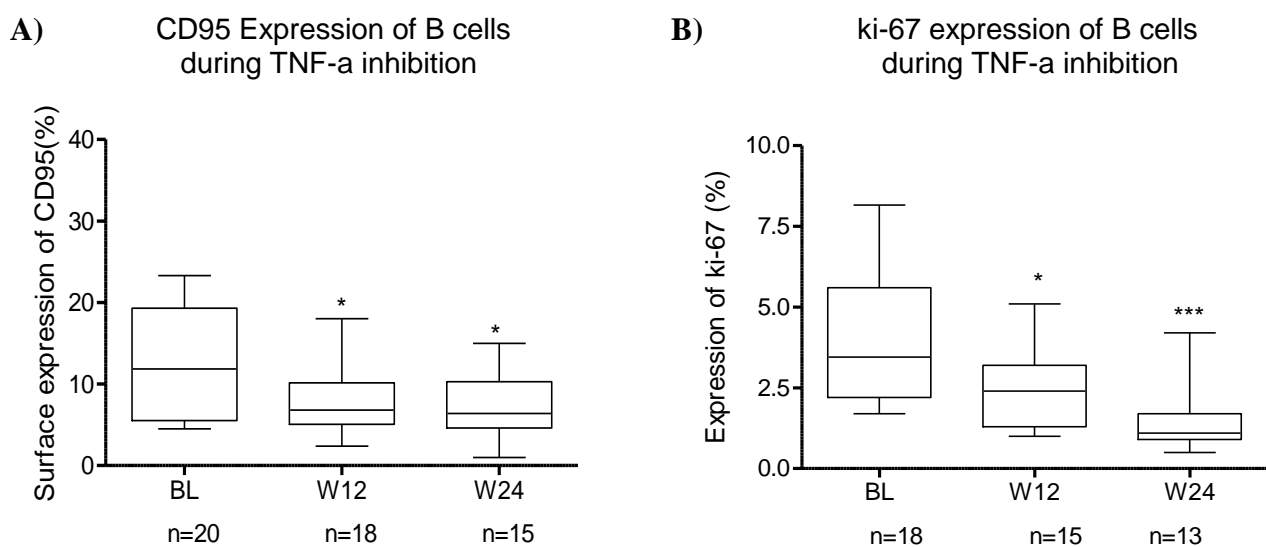 A)
CD95 Expression of B cells
during TNF-a inhibition
Surface expression of CD95(%)
40
30
20
10
0
*
*
BL
W12
W24
n=20
n=18
n=15
B)
ki-67 expression of B cells
during TNF-a inhibition
Expression of ki-67 (%)
10.0
7.5
5.0
2.5
0.0
*
***
BL
W12
W24
n=18
n=15
n=13